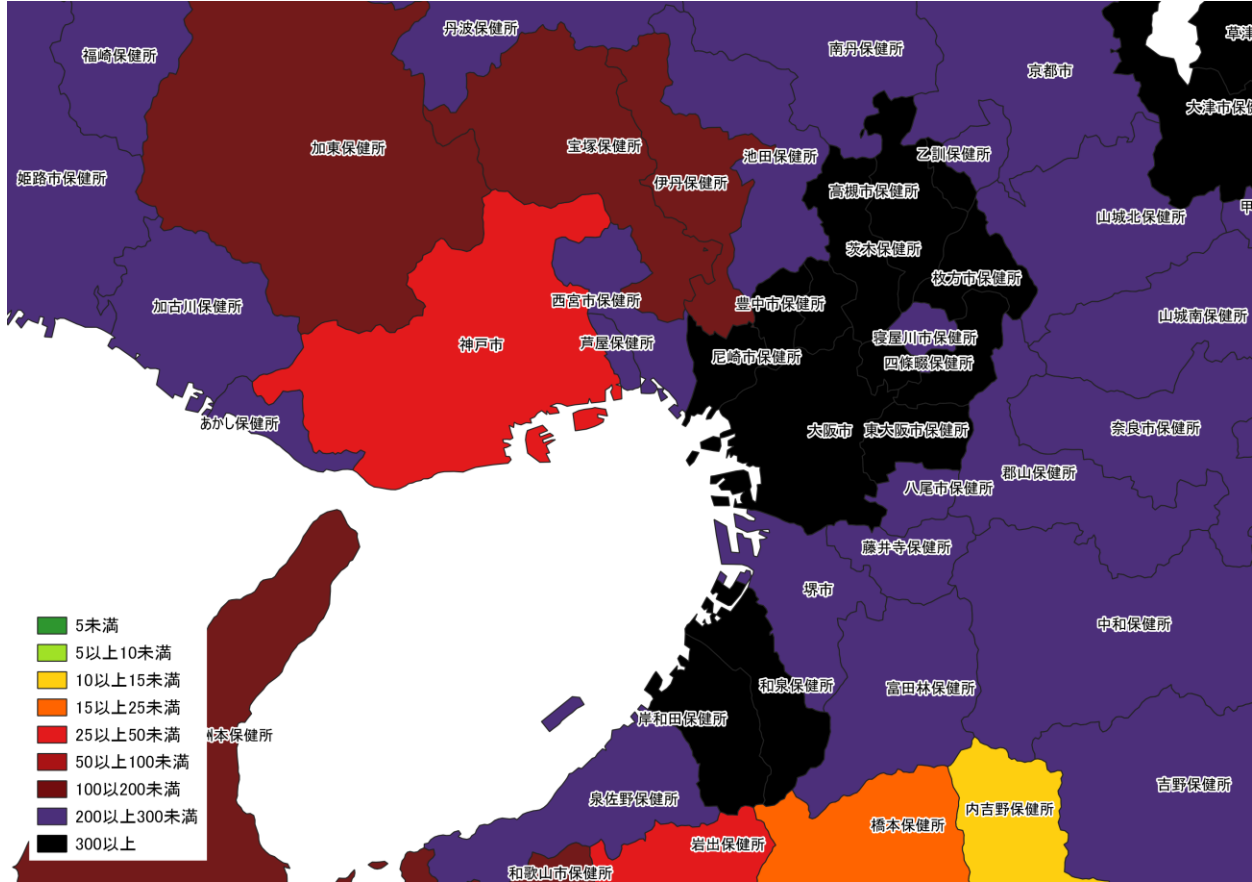 丹波保健所
福崎保健所
南丹保健所
京都市
草津
大津市保健
加東保健所
宝塚保健所
池田保健所
乙訓保健所
姫路市保健所
伊丹保健所
高槻市保健所
山城北保健所
甲
茨木保健所
枚方市保健所
加古川保健所
西宮市保健所
豊中市保健所
山城南保健所
神戸市
芦屋保健所
寝屋川市保健所
尼崎市保健所
四條畷保健所
あかし保健所
大阪市
東大阪市保健所
奈良市保健所
八尾市保健所
郡山保健所
藤井寺保健所
堺市
中和保健所
和泉保健所
富田林保健所
岸和田保健所
州本保健所
吉野保健所
泉佐野保健所
内吉野保健所
橋本保健所
岩出保健所
和歌山市保健所
5未満
5以上10未満
10以上15未満
15以上25未満
25以上50未満
50以上100未満
100以200未満
200以上300未満
300以上